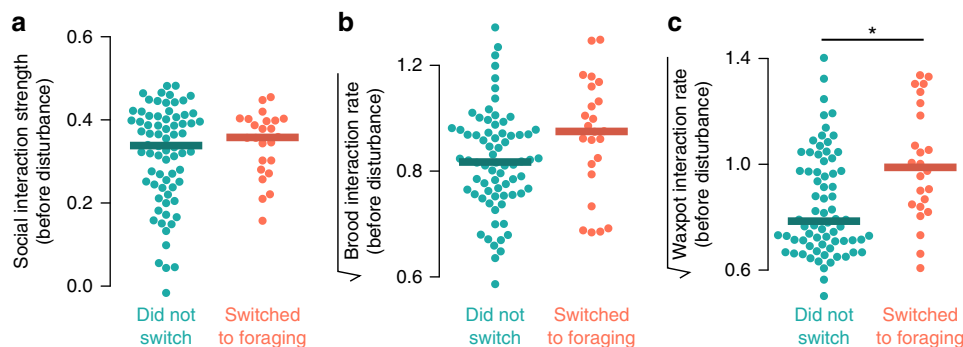 a
Social interaction strength
(before disturbance)
0.6
0.4
0.2
0.0
Did not
switch
Switched
to foraging
b
√Brood interaction rate
(before disturbance)
1.2
0.8
0.6
Did not
switch
Switched
to foraging
c
*
√Waxpot interaction rate
(before disturbance)
1.4
1.0
0.6
Did not
switch
Switched
to foraging